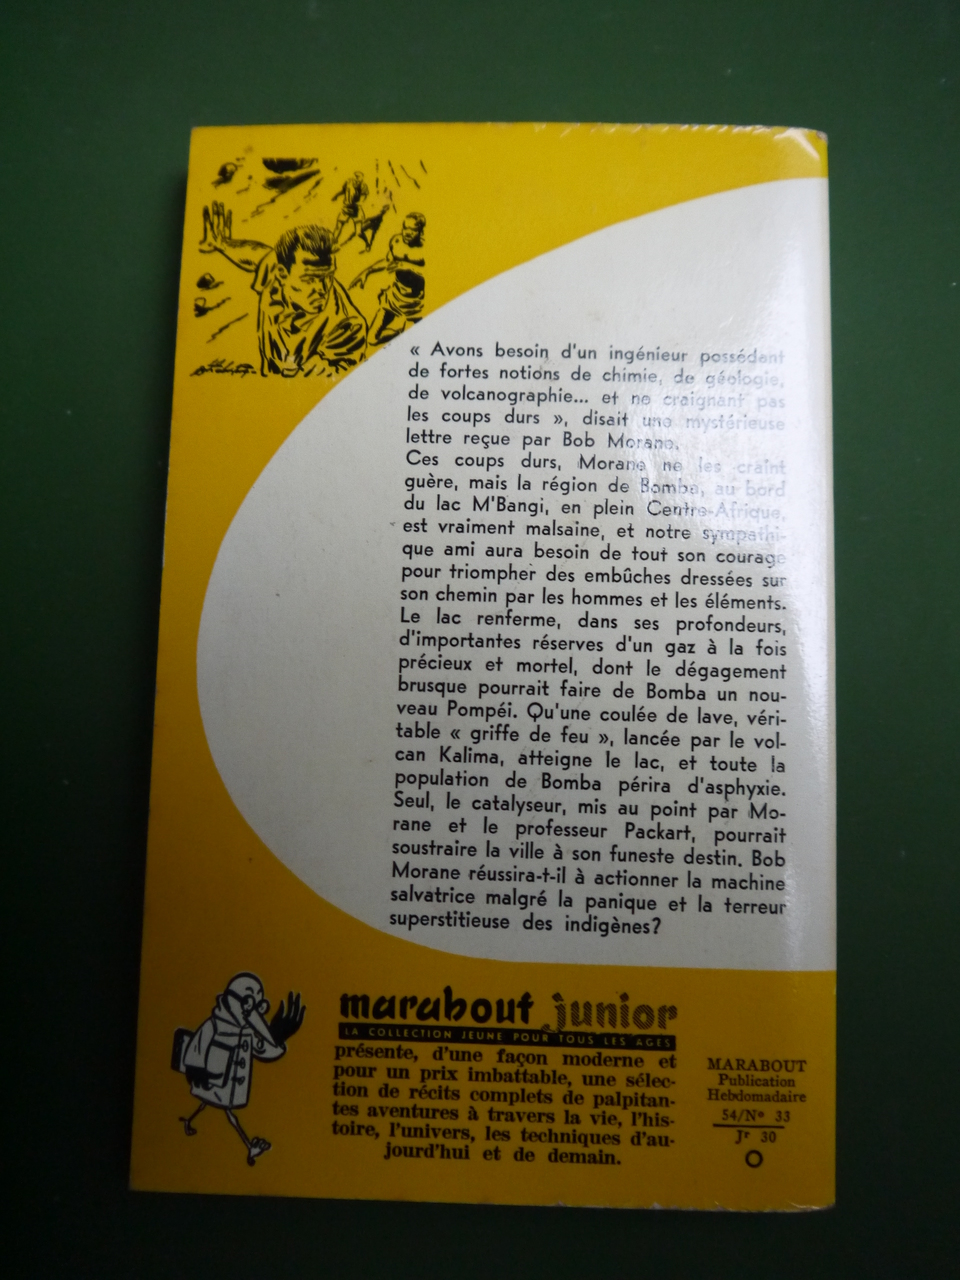 « Avons besoin d'un ingénieur possédant
de fortes notions de chimie, de géologie,
de volcanographie... et ne craignant pas
les coups durs », disait une mystérieuse
lettre reçue par Bob Morane.
Ces coups durs, Morane ne les craint
guère, mais la région de Bomba, au bord
du lac M'Bangi, en plein Centre-Afrique,
est vraiment malsaine, et notre sympathi-
que ami aura besoin de tout son courage
pour triompher des embûches dressées sur
son chemin par les hommes et les éléments.
Le lac renferme, dans ses profondeurs,
d'importantes réserves d'un gaz à la fois
précieux et mortel, dont le dégagement
brusque pourrait faire de Bomba un nou-
veau Pompéi. Qu'une coulée de lave, véri-
table « griffe de feu », lancée par le vol-
can Kalima, atteigne le lac, et toute la
population de Bomba périra d'asphyxie.
Seul, le catalyseur, mis au point par Mo-
rane et le professeur Packart, pourrait
soustraire la ville à son funeste destin. Bob
Morane réussira-t-il à actionner la machine
salvatrice malgré la panique et la terreur
superstitieuse des indigènes?
marabout junior
LA COLLECTION JEUNE POUR TOUS LES AGES
présente, d'une façon moderne et
pour un prix imbattable, une sélec-
tion de récits complets de palpitan-
tes aventures à travers la vie, l'his-
toire, l'univers, les techniques d'au-
jourd'hui et de demain.
MARABOUT
Publication
Hebdomadaire
54/Nº 33
Jr 30